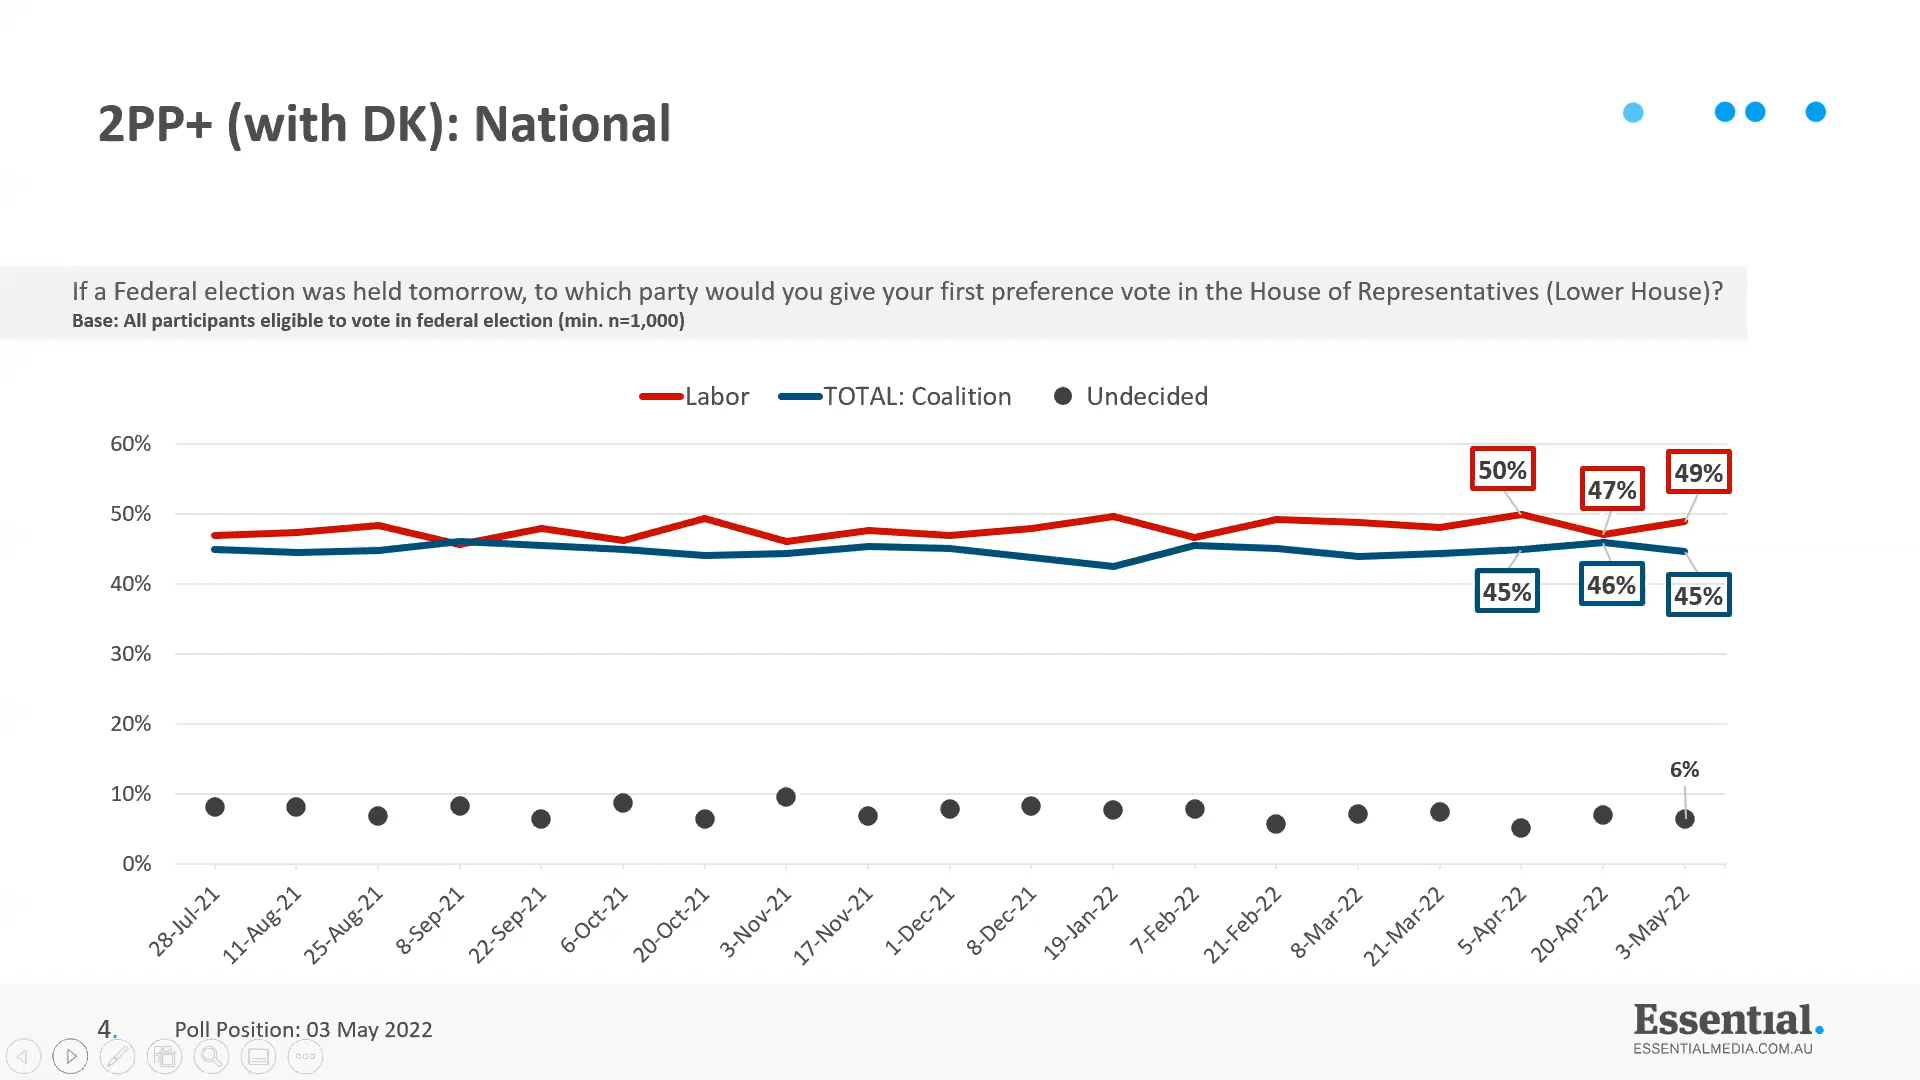 2PP+ (with DK): National
If a Federal election was held tomorrow, to which party would you give your first preference vote in the House of Representatives (Lower House)?
Base: All participants eligible to vote in federal election (min. n=1,000)
Labor TOTAL: Coalition Undecided
60%
50%
40%
30%
20%
10%
0%
50%
47%
49%
45%
46%
45%
6%
28-Jul-21
11-Aug-21
25-Aug-21
8-Sep-21
22-Sep-21
6-Oct-21
20-Oct-21
3-Nov-21
17-Nov-21
1-Dec-21
8-Dec-21
19-Jan-22
7-Feb-22
21-Feb-22
8-Mar-22
21-Mar-22
5-Apr-22
20-Apr-22
3-May-22
4. Poll Position: 03 May 2022
Essential.
ESSENTIALMEDIA.COM.AU